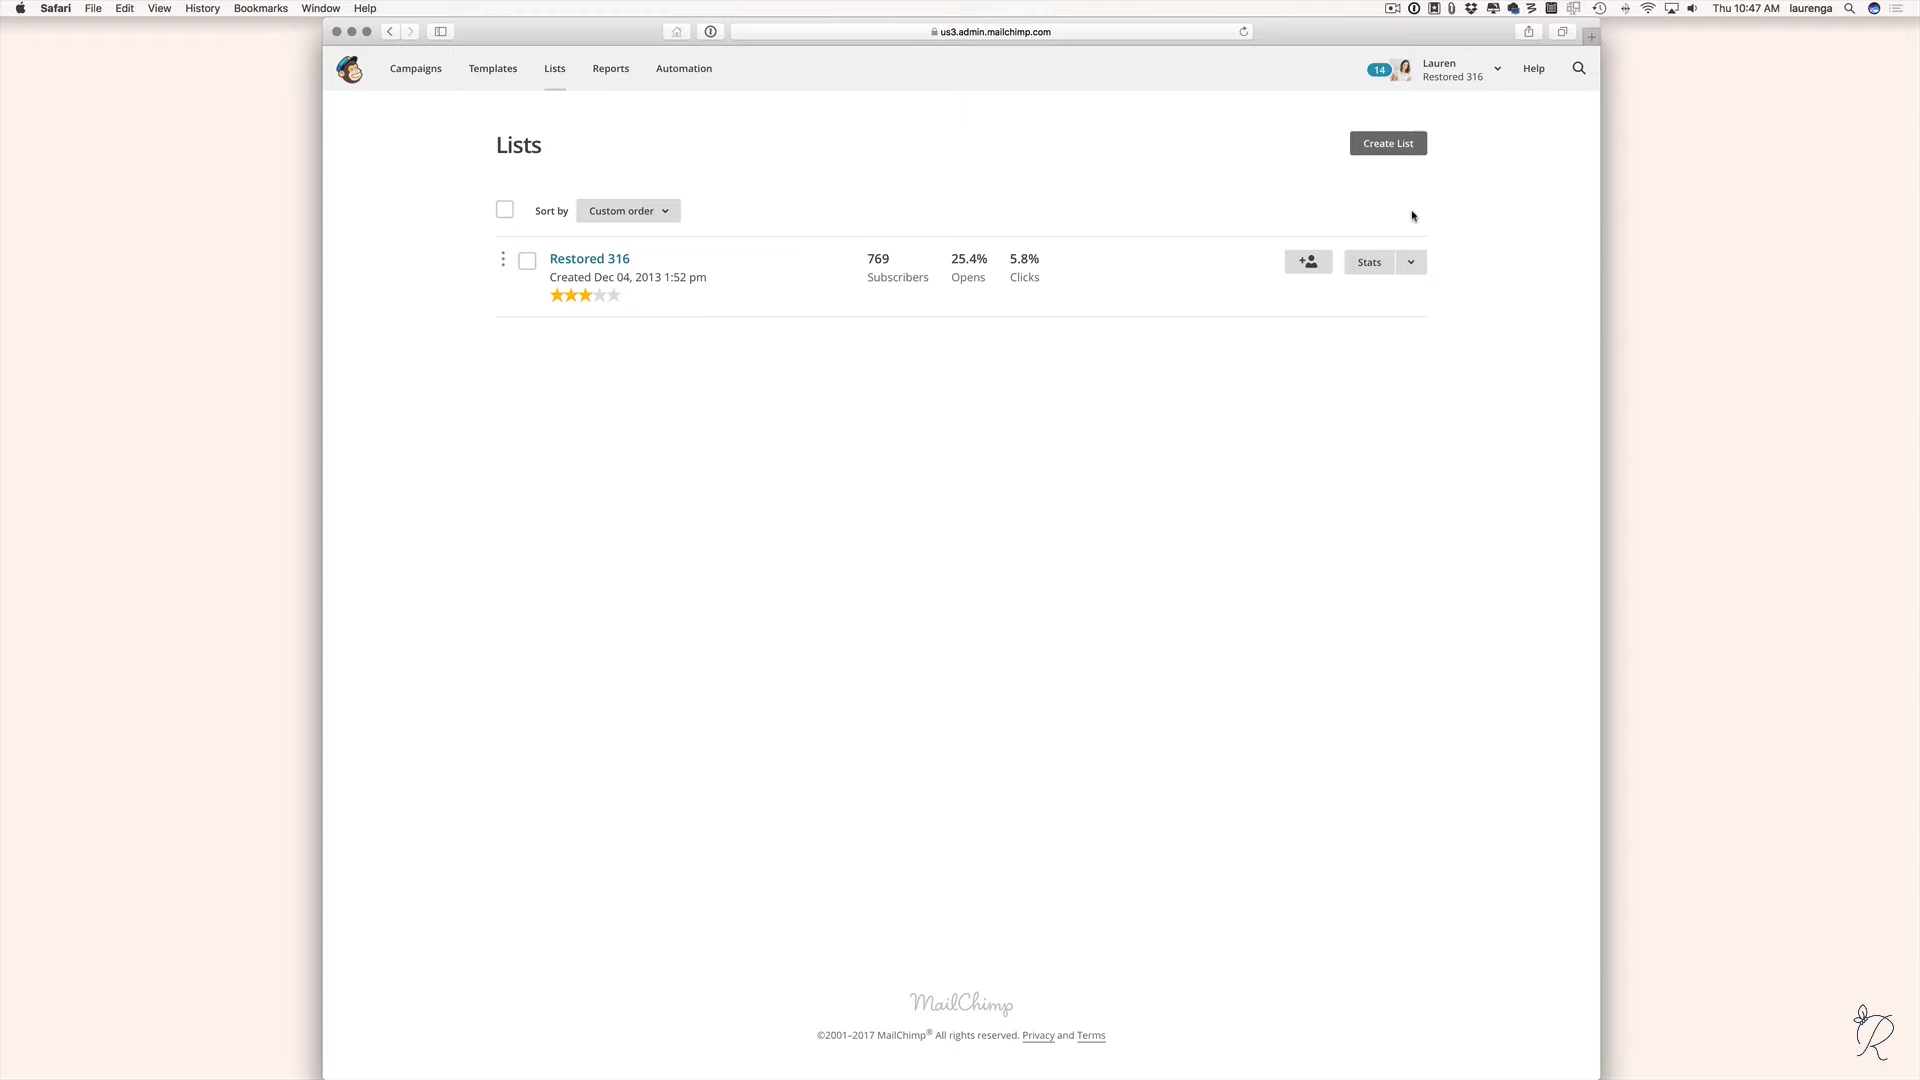 Safari File Edit View History Bookmarks Window Help Thu 10:47 AM laurenga
us3.admin.mailchimp.com
Campaigns Templates Lists Reports Automation 14 Lauren Help
Restored 316
Lists Create List
Sort by Custom order
Restored 316 769 25.4% 5.8% Stats
Created Dec 04, 2013 1:52 pm Subscribers Opens Clicks
MailChimp
©2001–2017 MailChimp® All rights reserved. Privacy and Terms
R